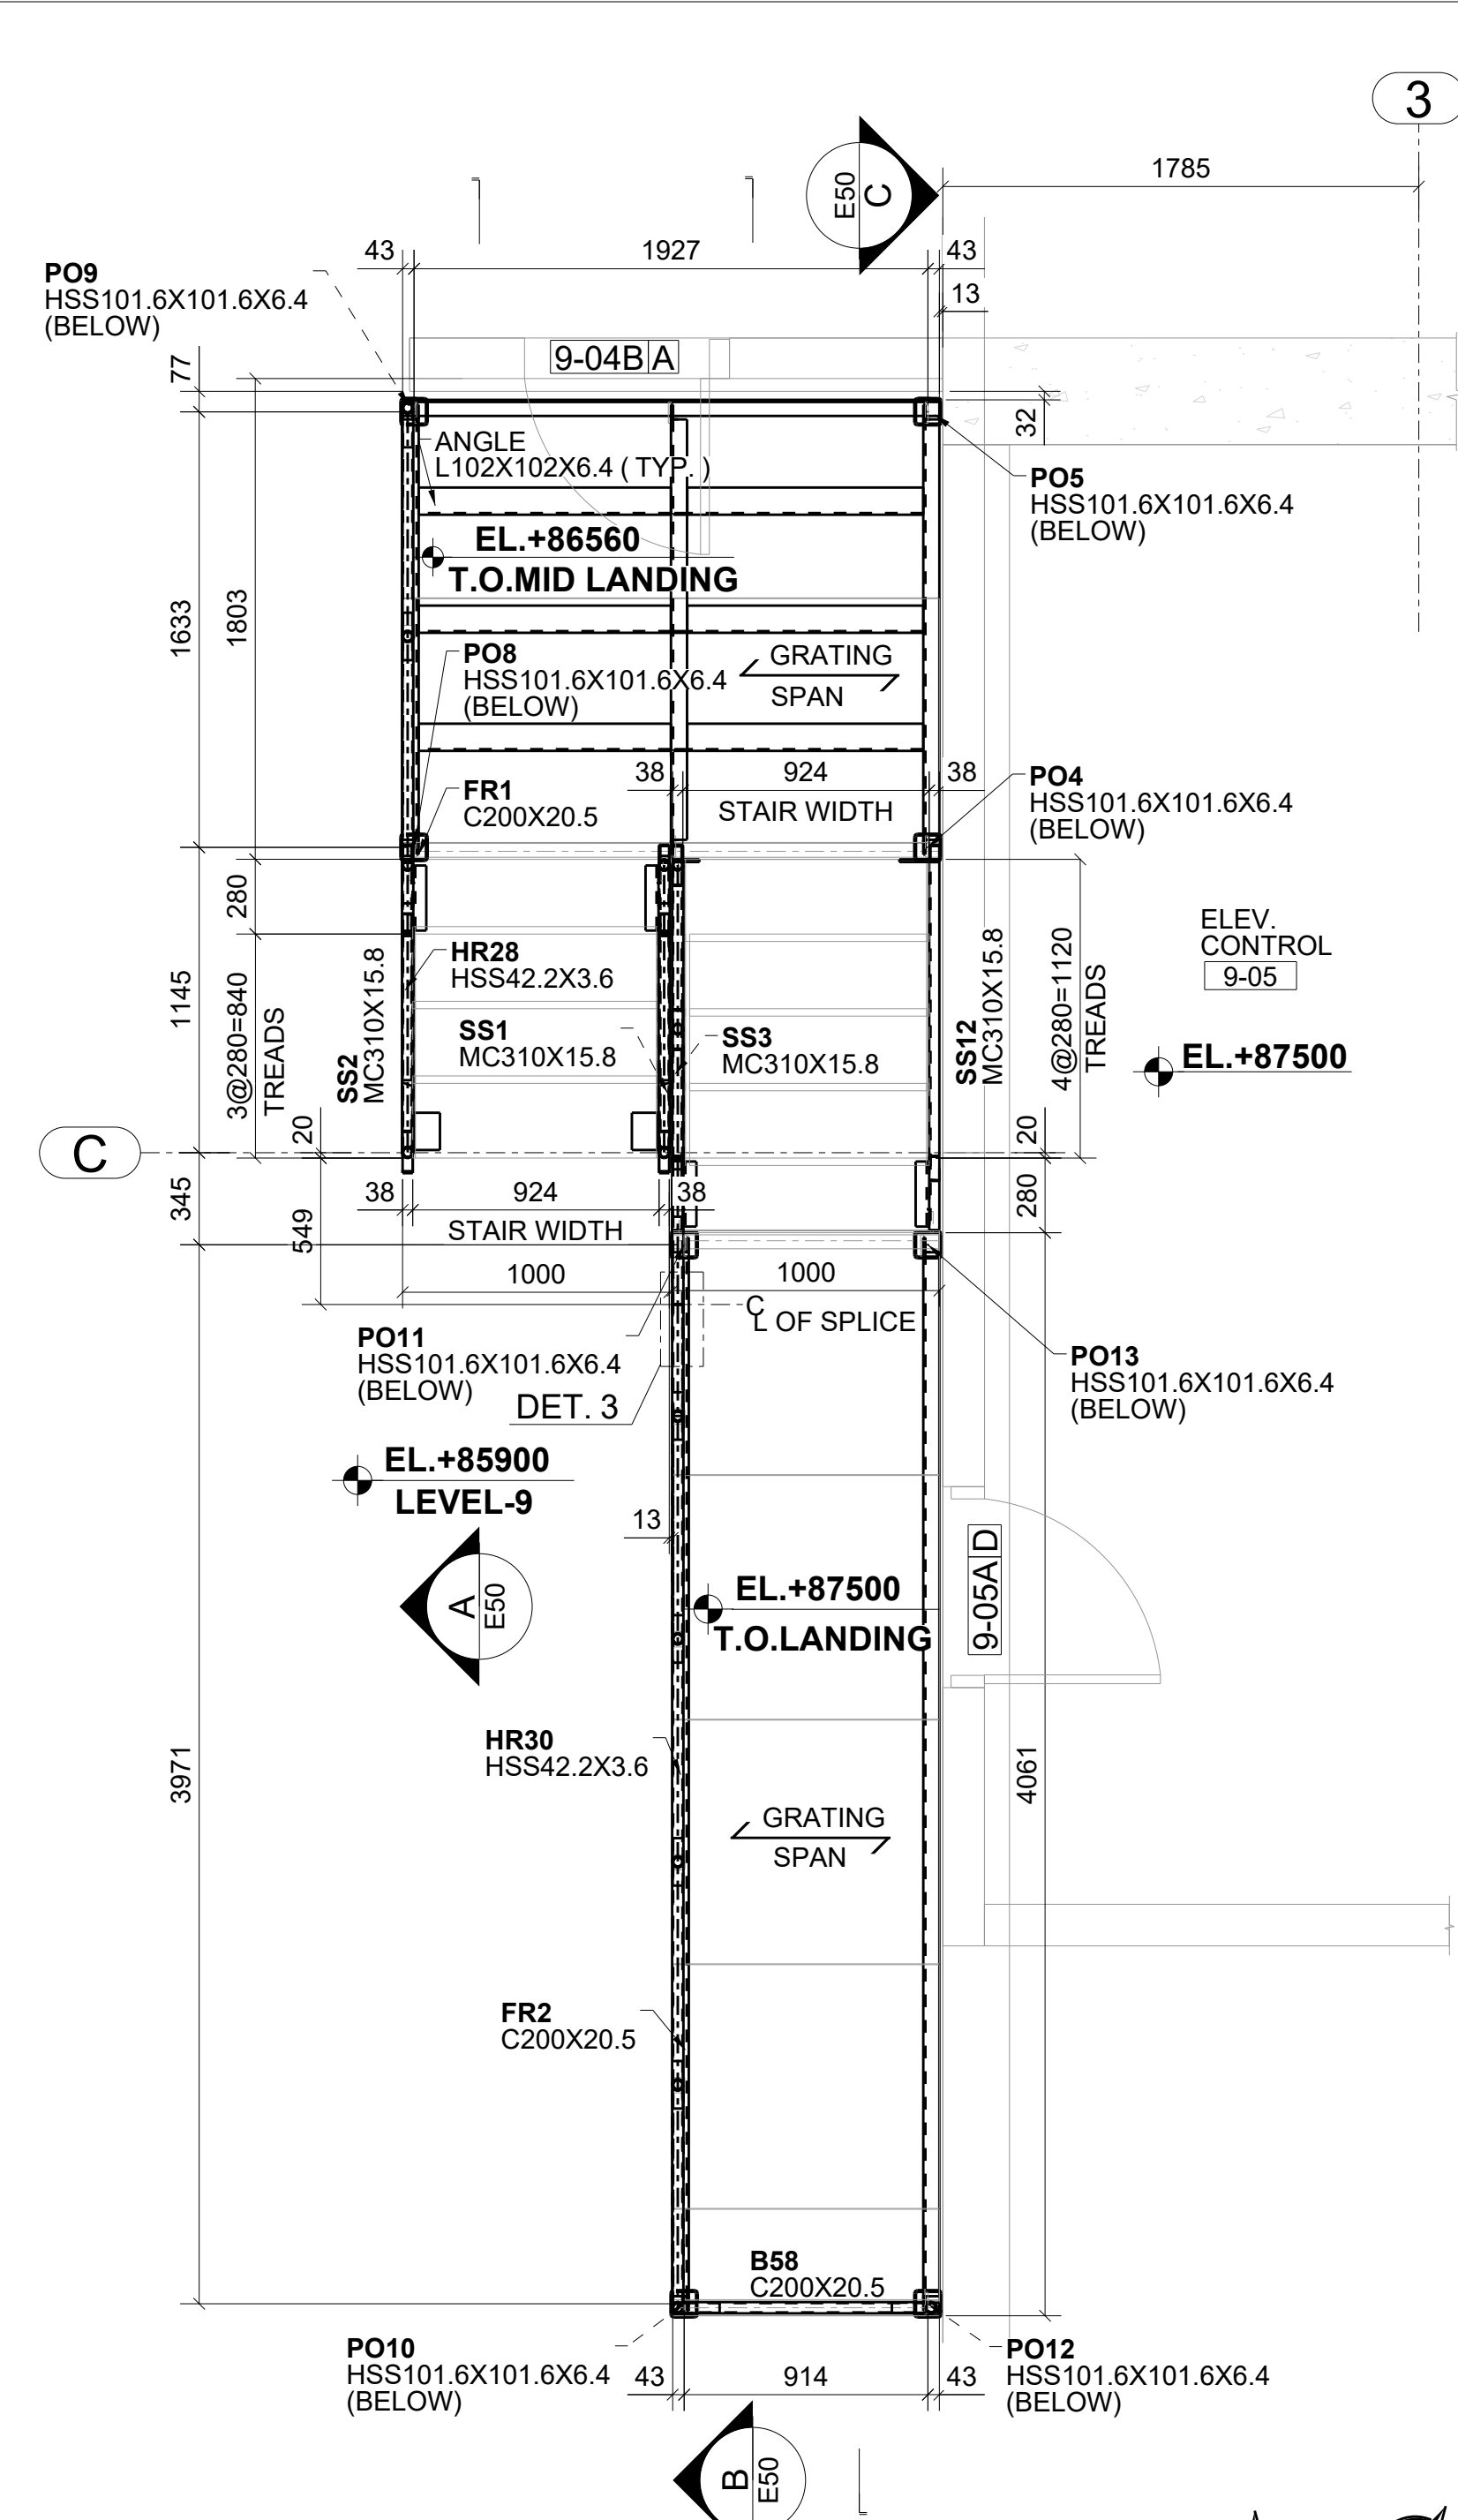 3
1785
E50
C
43
1927
43
13
PO9
HSS101.6X101.6X6.4
(BELOW)
77
9-04B A
32
ANGLE
L102X102X6.4 ( TYP. )
PO5
HSS101.6X101.6X6.4
(BELOW)
EL.+86560
T.O.MID LANDING
1633
1803
PO8
HSS101.6X101.6X6.4
(BELOW)
GRATING
SPAN
38
924
38
STAIR WIDTH
FR1
C200X20.5
PO4
HSS101.6X101.6X6.4
(BELOW)
280
1145
3@280=840
TREADS
SS2
MC310X15.8
HR28
HSS42.2X3.6
SS1
MC310X15.8
SS3
MC310X15.8
SS12
MC310X15.8
4@280=1120
TREADS
ELEV.
CONTROL
9-05
EL.+87500
20
20
C
345
549
38
924
38
STAIR WIDTH
280
1000
1000
CL OF SPLICE
PO11
HSS101.6X101.6X6.4
(BELOW)
DET. 3
PO13
HSS101.6X101.6X6.4
(BELOW)
EL.+85900
LEVEL-9
13
A
E50
9-05A D
EL.+87500
T.O.LANDING
HR30
HSS42.2X3.6
3971
4061
GRATING
SPAN
FR2
C200X20.5
B58
C200X20.5
PO10
HSS101.6X101.6X6.4
(BELOW)
43
914
43
PO12
HSS101.6X101.6X6.4
(BELOW)
B
E50